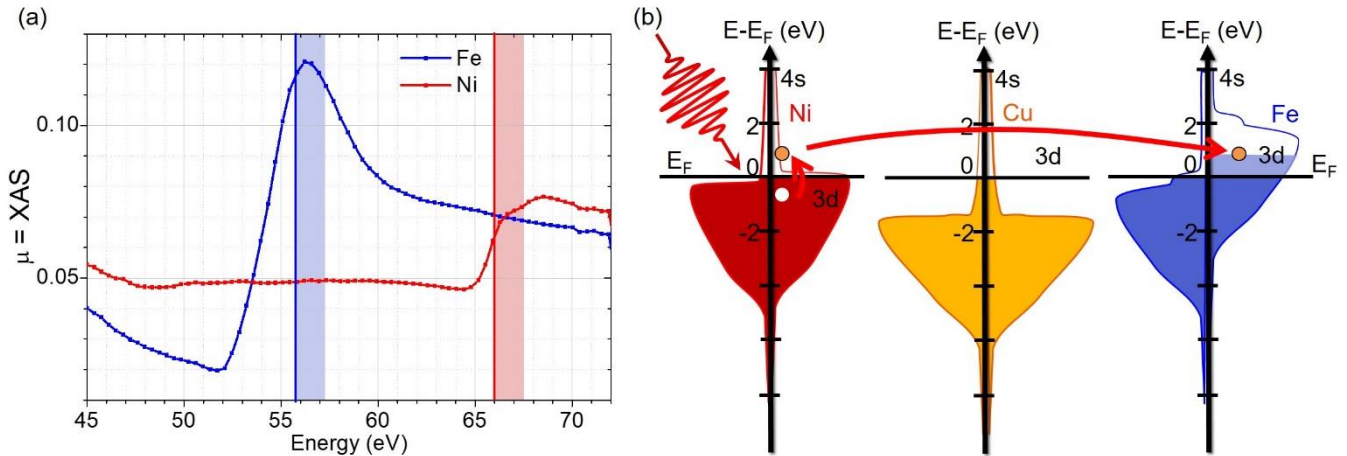 (a)
Fe
Ni
0.10
0.05
μ = XAS
45
50
55
60
65
70
Energy (eV)
(b)
E-E_F (eV)
4s
Ni
2
0
E_F
3d
-2
E-E_F (eV)
4s
Cu
2
0
3d
-2
E-E_F (eV)
4s
Fe
2
0
3d
E_F
-2